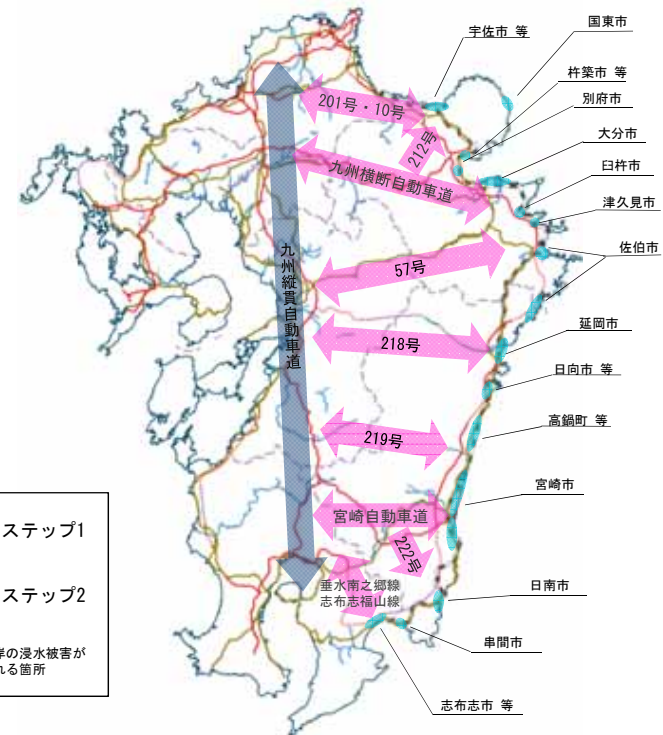 宇佐市 等
国東市
杵築市 等
別府市
大分市
臼杵市
津久見市
佐伯市
延岡市
日向市 等
高鍋町 等
宮崎市
日南市
串間市
志布志市 等
201号・10号
212号
九州横断自動車道
57号
218号
219号
宮崎自動車道
222号
垂水南之郷線
志布志福山線
九州縦貫自動車道
ステップ1
ステップ2
岸の浸水被害が
れる箇所